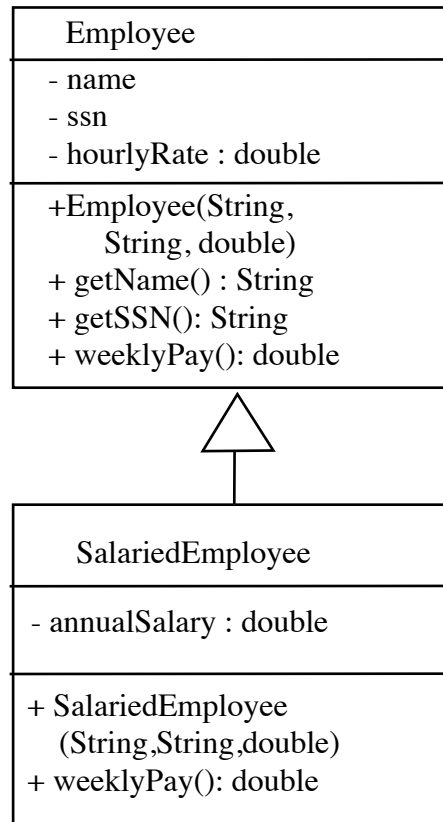 Employee
- name
- ssn
- hourlyRate : double
+Employee(String,
String, double)
+ getName() : String
+ getSSN(): String
+ weeklyPay(): double
SalariedEmployee
- annualSalary : double
+ SalariedEmployee
(String,String,double)
+ weeklyPay(): double